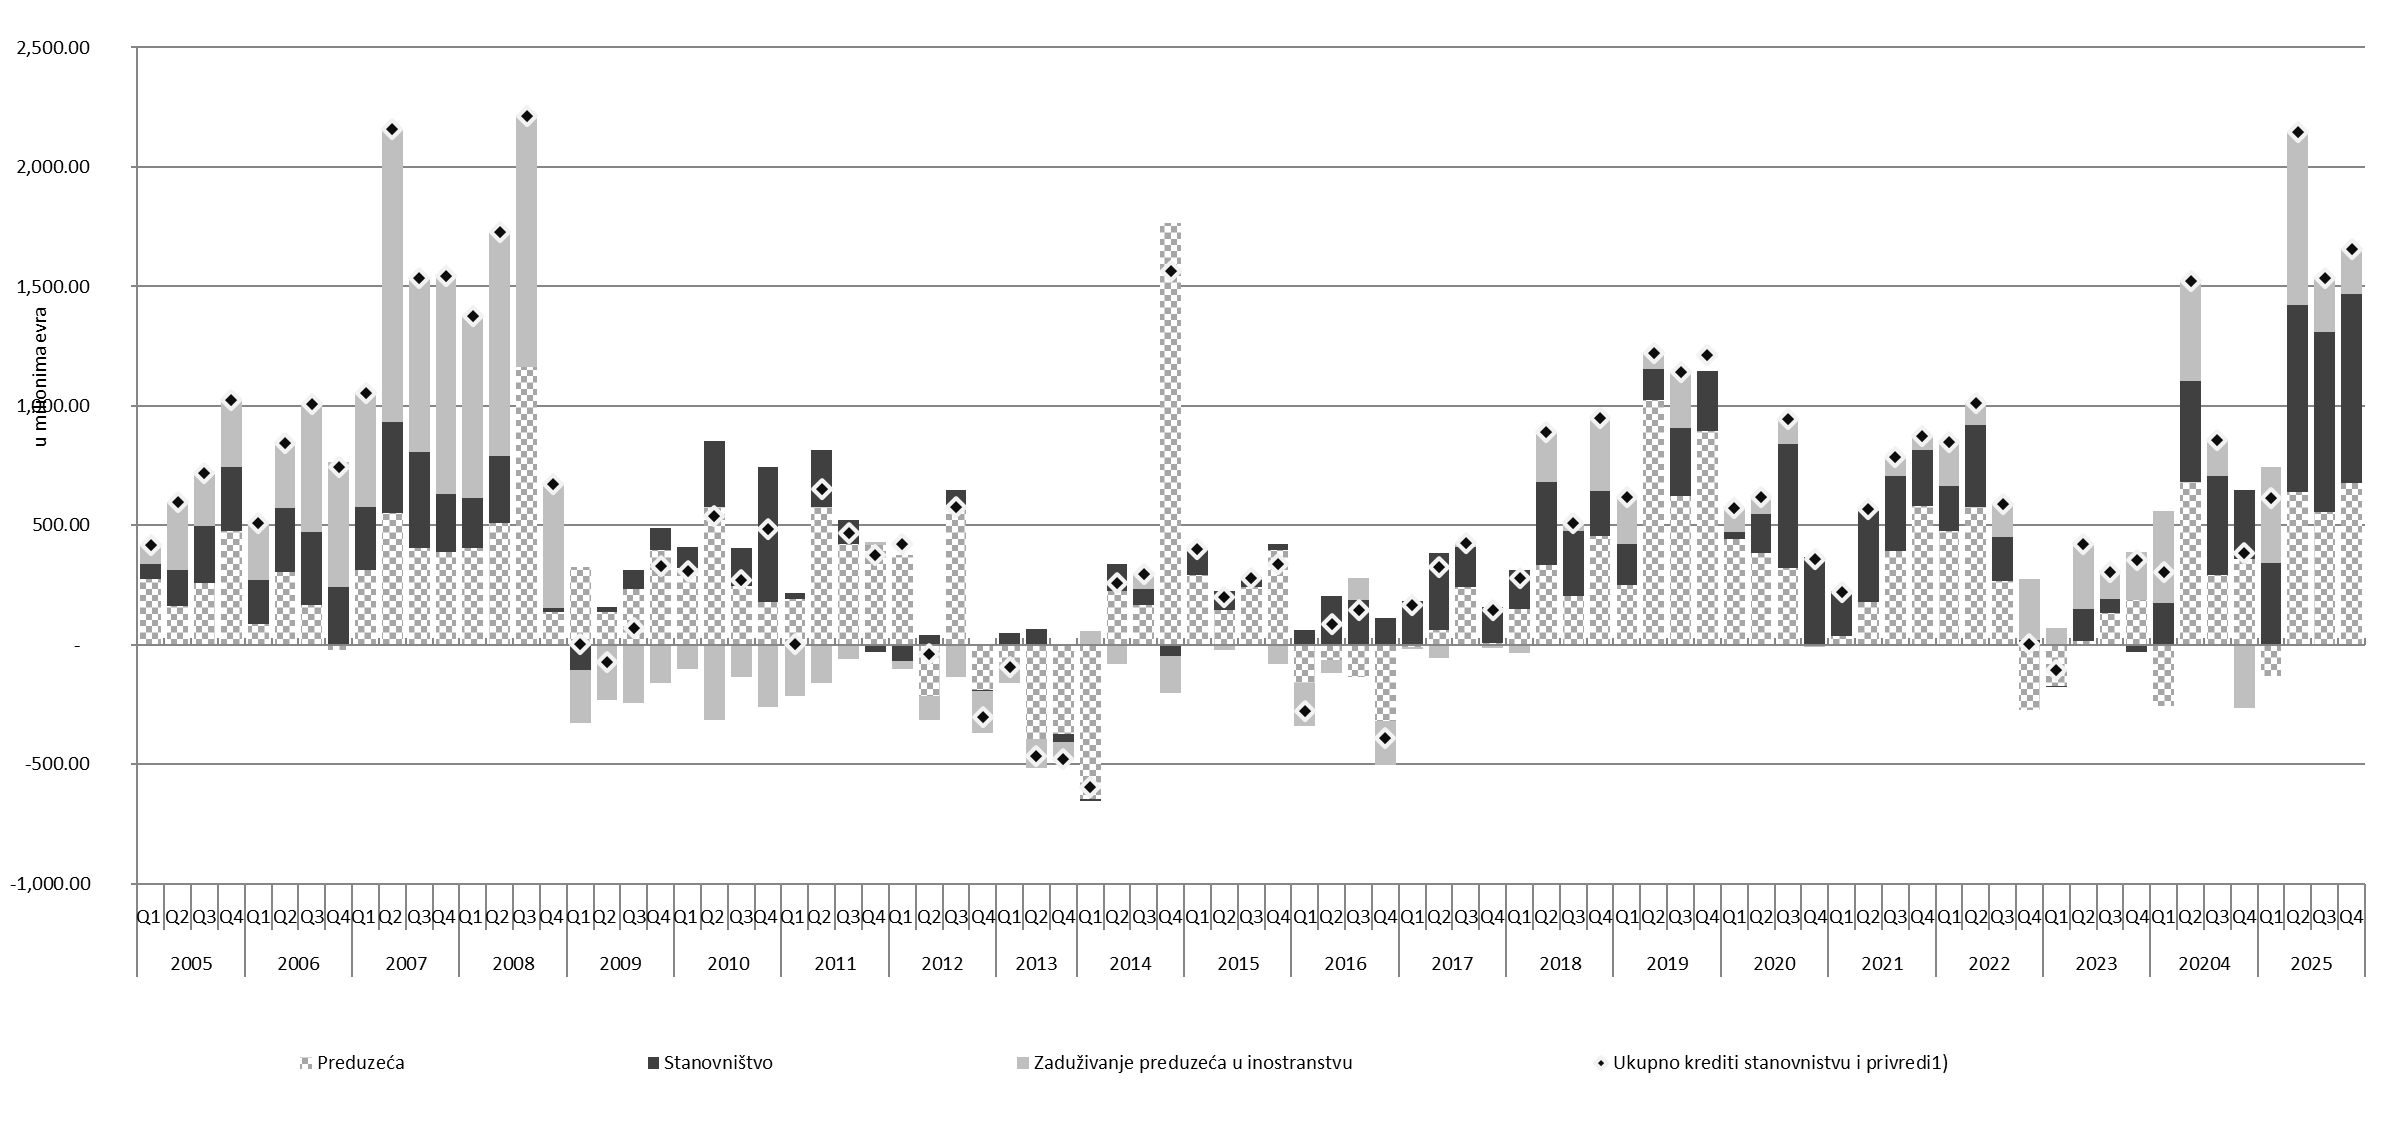 2,500.00
2,000.00
1,500.00
1,000.00
500.00
-
-500.00
-1,000.00
u milionima evra
Q1 Q2 Q3 Q4 Q1 Q2 Q3 Q4 Q1 Q2 Q3 Q4 Q1 Q2 Q3 Q4 Q1 Q2 Q3 Q4 Q1 Q2 Q3 Q4 Q1 Q2 Q3 Q4 Q1 Q2 Q3 Q4 Q1 Q2 Q4 Q1 Q2 Q3 Q4 Q1 Q2 Q3 Q4 Q1 Q2 Q3 Q4 Q1 Q2 Q3 Q4 Q1 Q2 Q3 Q4 Q1 Q2 Q3 Q4 Q1 Q2 Q3 Q4 Q1 Q2 Q3 Q4 Q1 Q2 Q3 Q4 Q1 Q2 Q3 Q4 Q1 Q2 Q3 Q4 Q1 Q2 Q3 Q4
2005 2006 2007 2008 2009 2010 2011 2012 2013 2014 2015 2016 2017 2018 2019 2020 2021 2022 2023 20204 2025
Preduzeća Stanovništvo Zaduživanje preduzeća u inostranstvu Ukupno krediti stanovnistvu i privredi1)